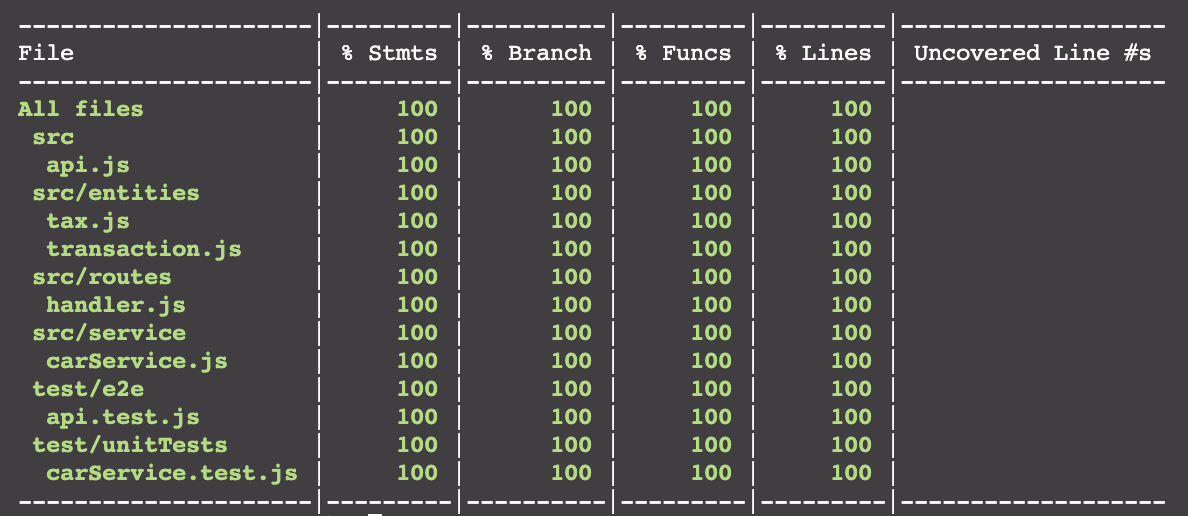 ---------------------|---------|----------|---------|---------|-------------------
File                 | % Stmts | % Branch | % Funcs | % Lines | Uncovered Line #s
---------------------|---------|----------|---------|---------|-------------------
All files            |     100 |      100 |     100 |     100 |
 src                 |     100 |      100 |     100 |     100 |
  api.js             |     100 |      100 |     100 |     100 |
 src/entities        |     100 |      100 |     100 |     100 |
  tax.js             |     100 |      100 |     100 |     100 |
  transaction.js     |     100 |      100 |     100 |     100 |
 src/routes          |     100 |      100 |     100 |     100 |
  handler.js         |     100 |      100 |     100 |     100 |
 src/service         |     100 |      100 |     100 |     100 |
  carService.js      |     100 |      100 |     100 |     100 |
 test/e2e            |     100 |      100 |     100 |     100 |
  api.test.js        |     100 |      100 |     100 |     100 |
 test/unitTests      |     100 |      100 |     100 |     100 |
  carService.test.js |     100 |      100 |     100 |     100 |
---------------------|---------|----------|---------|---------|-------------------